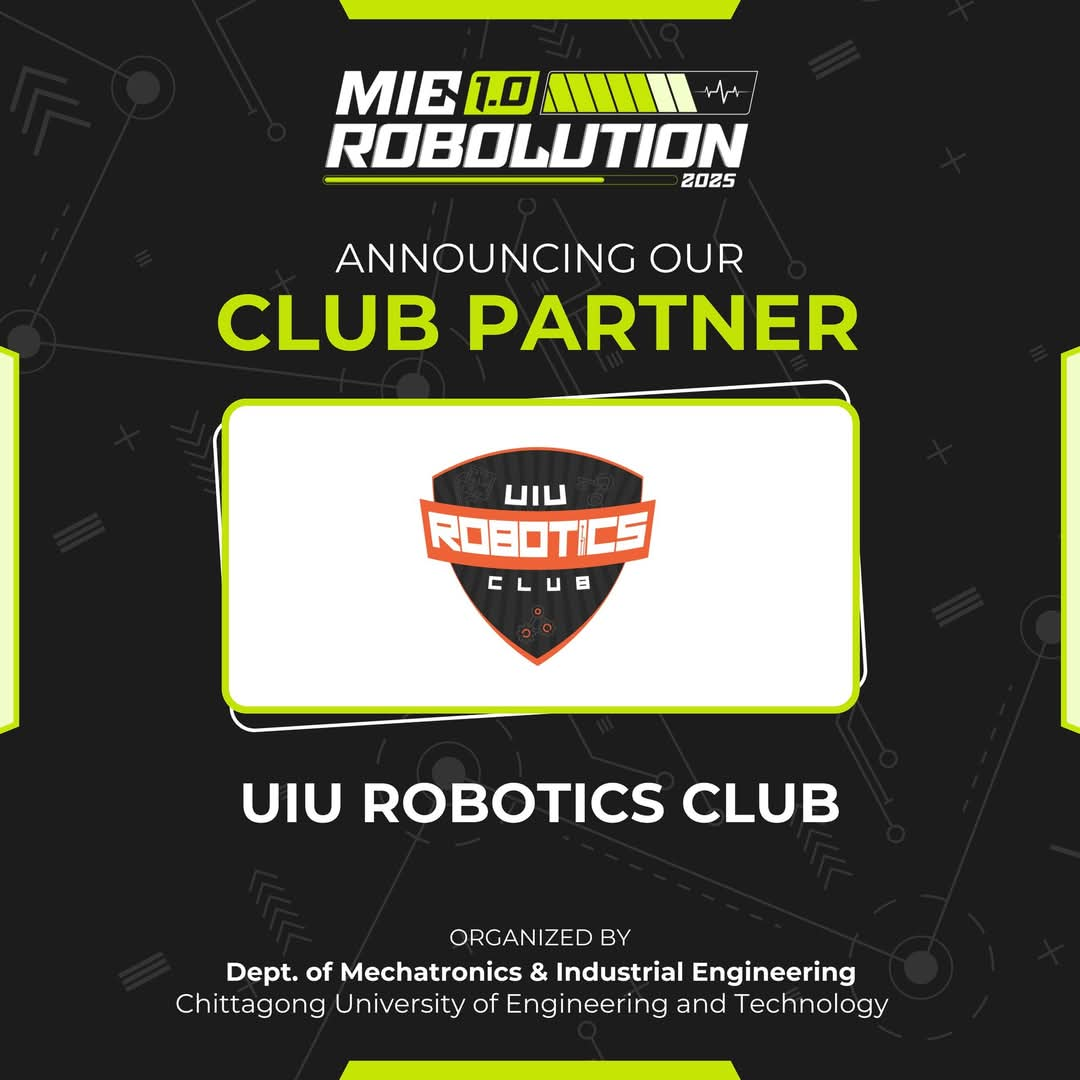 MIE 1.0
ROBOLUTION
2025
ANNOUNCING OUR
CLUB PARTNER
UIU
ROBOTICS
CLUB
UIU ROBOTICS CLUB
ORGANIZED BY
Dept. of Mechatronics & Industrial Engineering
Chittagong University of Engineering and Technology